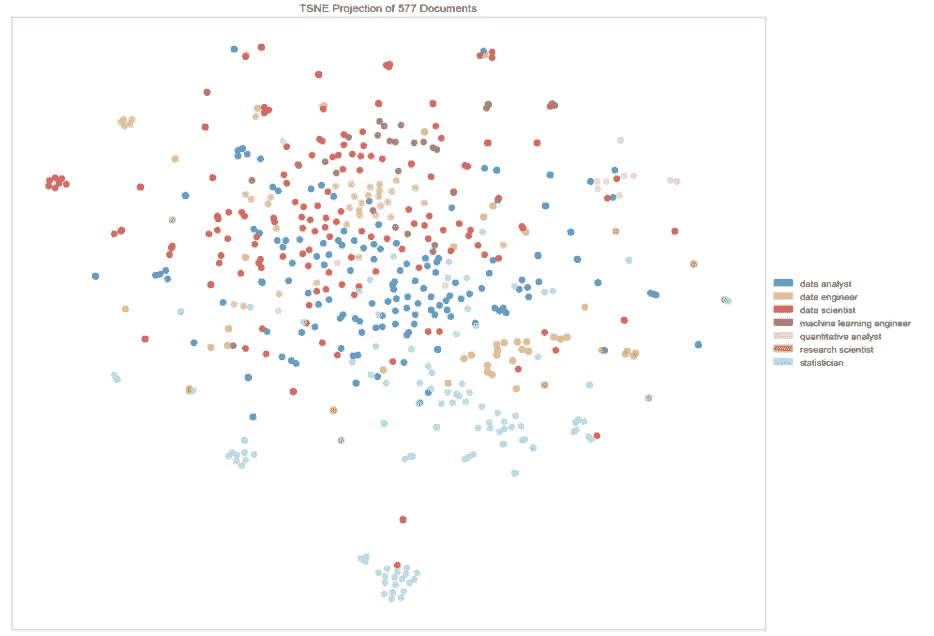 TSNE Projection of 577 Documents
data analyst
data engineer
data scientist
machine learning engineer
quantitative analyst
research scientist
statistician